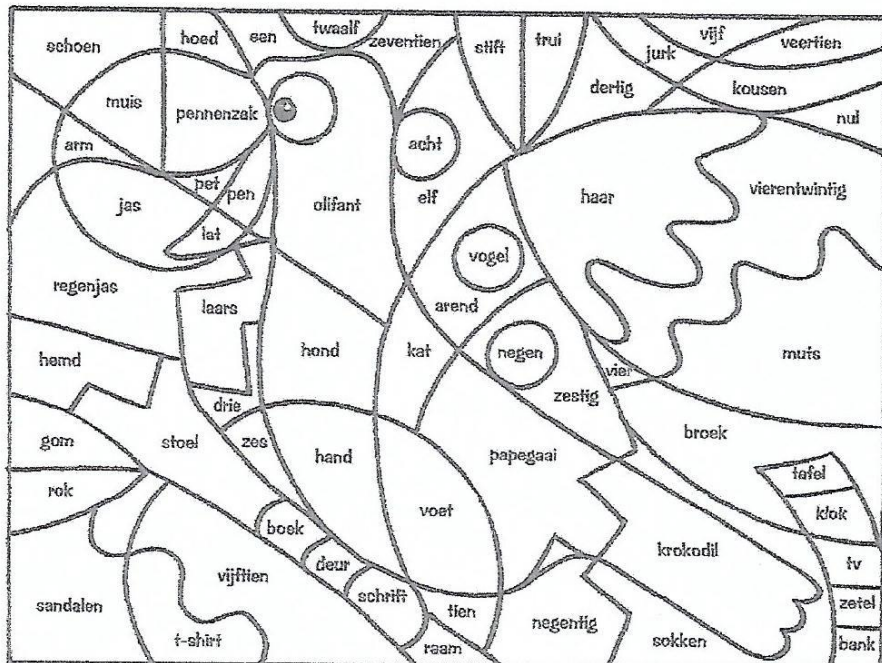 schoen
hoed
een
twaalf
zeventien
stift
trui
jurk
vijf
veertien
dertig
kousen
nul
muis
pennenzak
acht
arm
pet
pen
jas
lat
olifant
elf
haar
vierentwintig
vogel
regenjas
laars
arend
hemd
hond
kat
negen
vier
muts
drie
zestig
gom
stoel
zes
hand
papegaai
broek
tafel
rok
voet
klok
boek
krokodil
deur
tv
sandalen
vijftien
schrift
zetel
t-shirt
tien
negentig
sokken
bank
raam